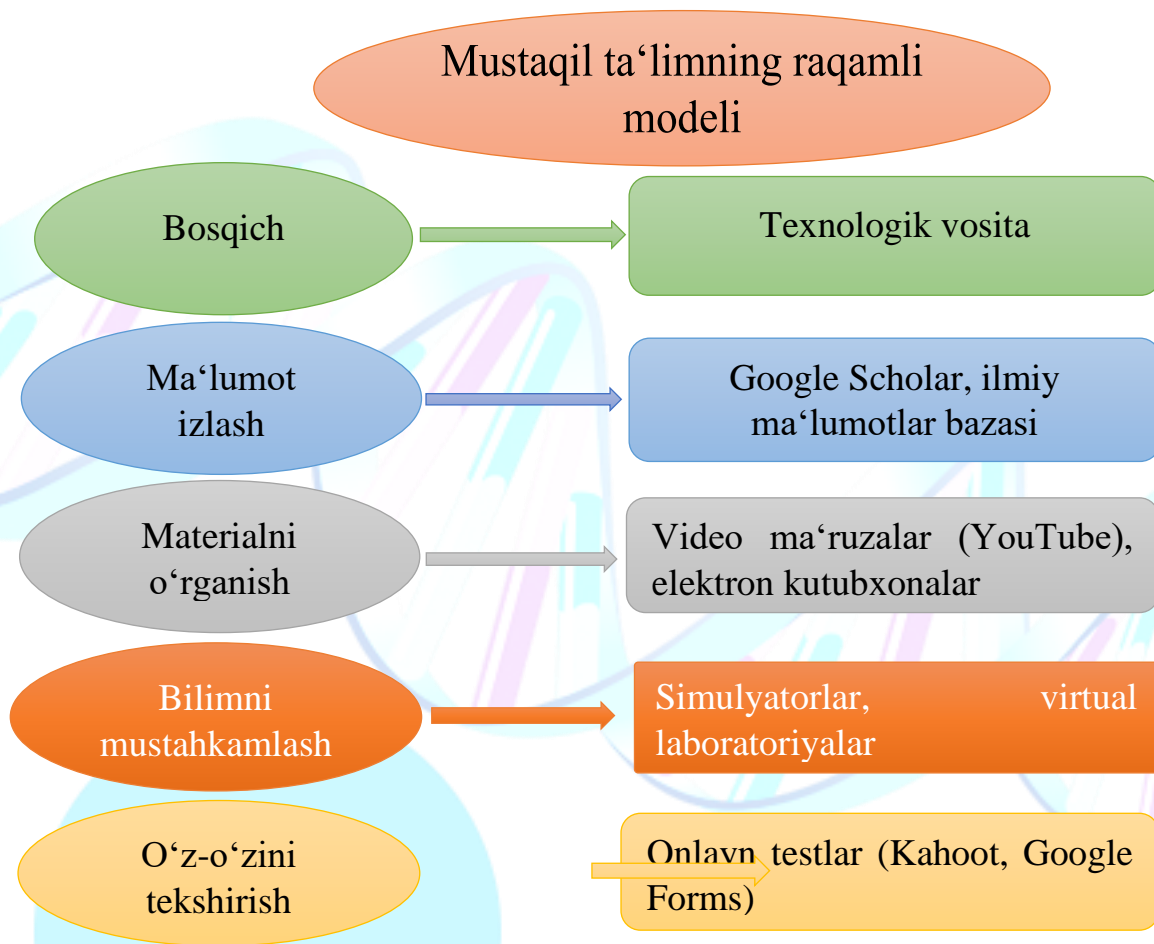 Mustaqil ta‘limning raqamli
modeli
Bosqich
Texnologik vosita
Ma‘lumot
izlash
Google Scholar, ilmiy
ma‘lumotlar bazasi
Materialni
o‘rganish
Video ma‘ruzalar (YouTube),
elektron kutubxonalar
Bilimni
mustahkamlash
Simulyatorlar, virtual
laboratoriyalar
O‘z-o‘zini
tekshirish
Onlayn testlar (Kahoot, Google
Forms)